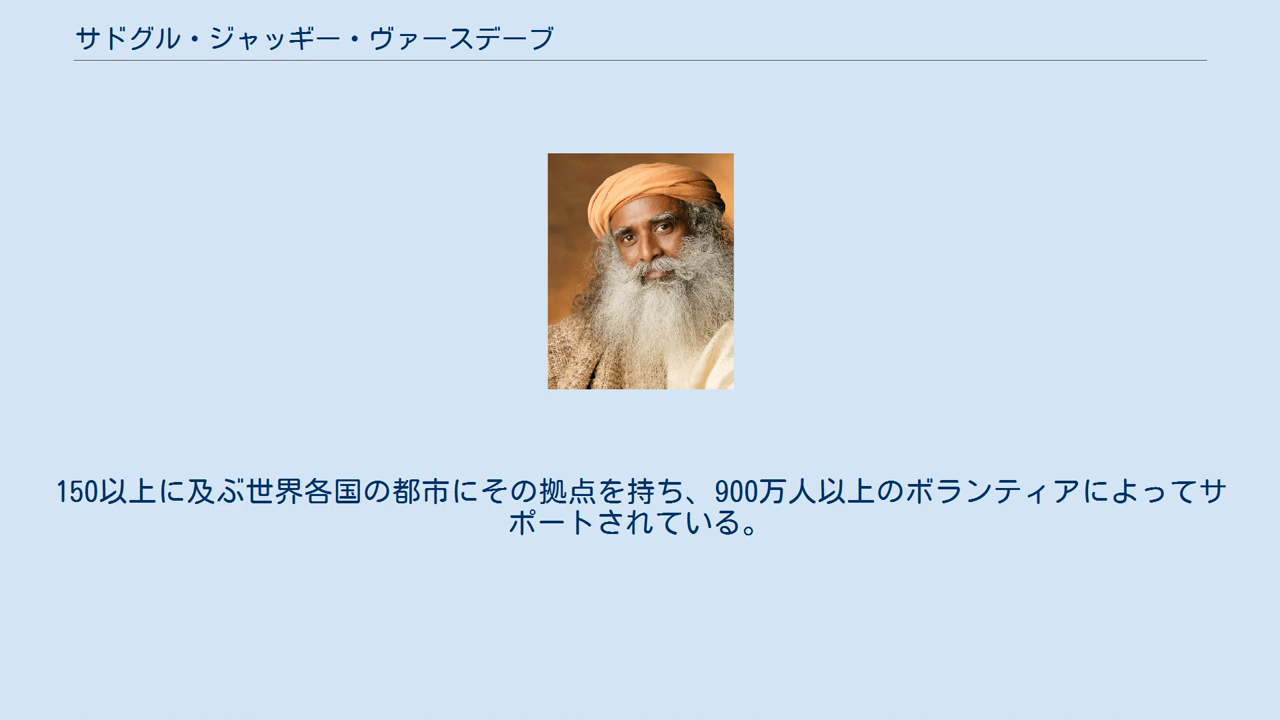 サドグル・ジャッギー・ヴァースデーブ
150以上に及ぶ世界各国の都市にその拠点を持ち、900万人以上のボランティアによってサ
ポートされている。